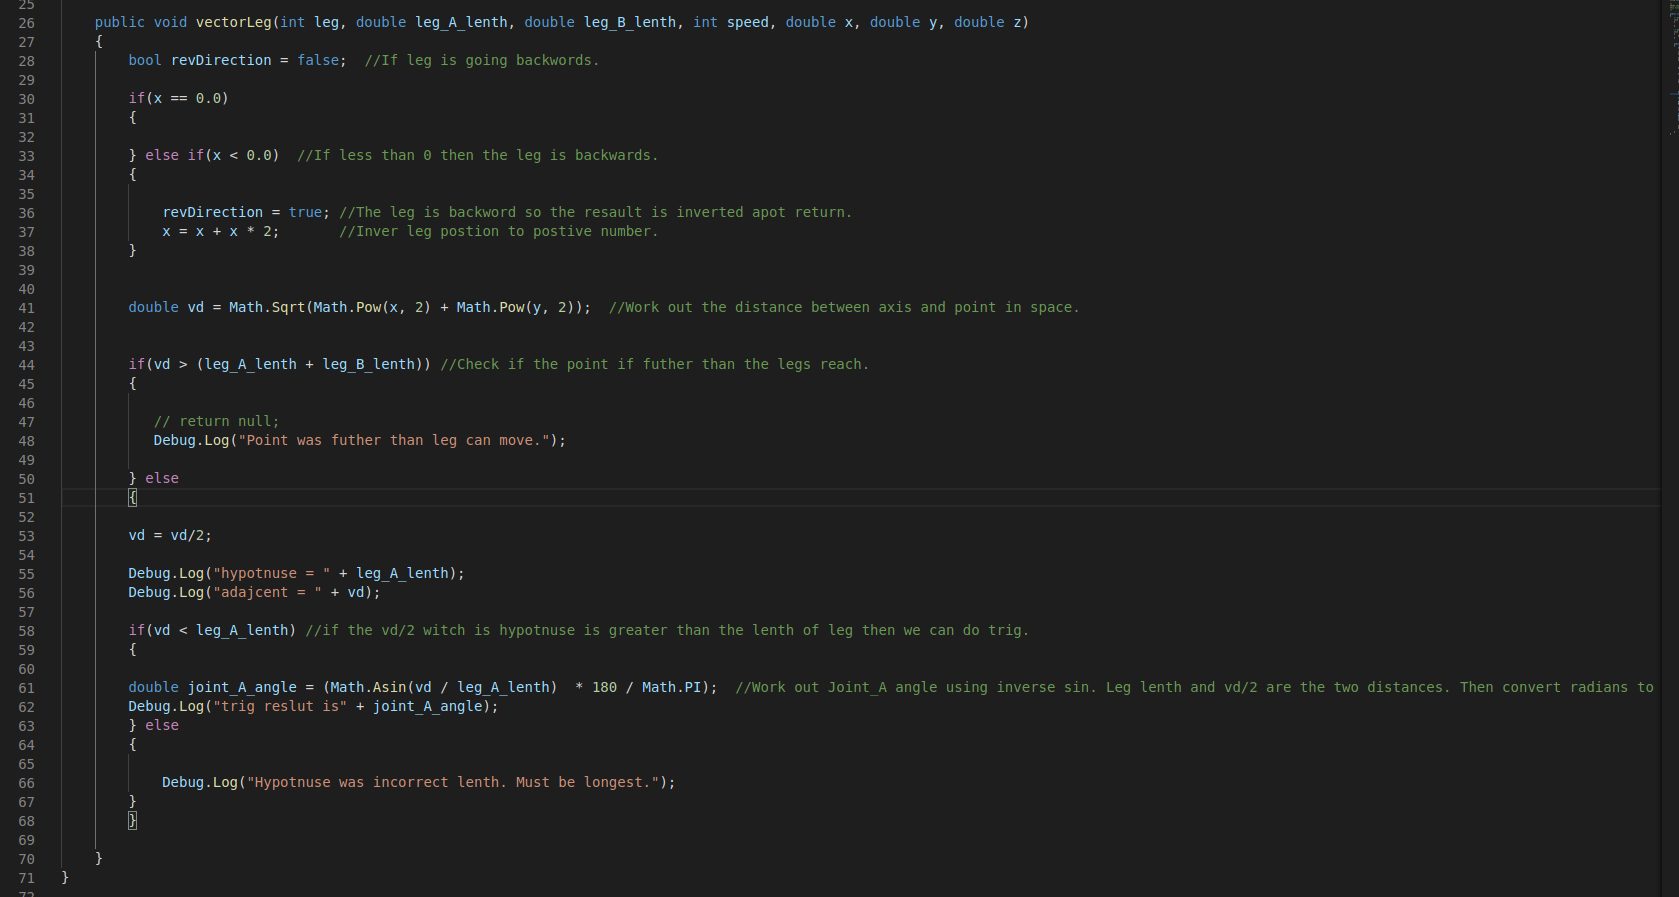 25
26 public void vectorLeg(int leg, double leg_A_lenth, double leg_B_lenth, int speed, double x, double y, double z)
27 {
28 bool revDirection = false; //If leg is going backwords.
29
30 if(x == 0.0)
31 {
32
33 } else if(x < 0.0) //If less than 0 then the leg is backwards.
34 {
35
36 revDirection = true; //The leg is backword so the resault is inverted apot return.
37 x = x + x * 2; //Inver leg postion to postive number.
38 }
39
40
41 double vd = Math.Sqrt(Math.Pow(x, 2) + Math.Pow(y, 2)); //Work out the distance between axis and point in space.
42
43
44 if(vd > (leg_A_lenth + leg_B_lenth)) //Check if the point if futher than the legs reach.
45 {
46
47 // return null;
48 Debug.Log("Point was futher than leg can move.");
49
50 } else
51 {
52
53 vd = vd/2;
54
55 Debug.Log("hypotnuse = " + leg_A_lenth);
56 Debug.Log("adajcent = " + vd);
57
58 if(vd < leg_A_lenth) //if the vd/2 witch is hypotnuse is greater than the lenth of leg then we can do trig.
59 {
60
61 double joint_A_angle = (Math.Asin(vd / leg_A_lenth) * 180 / Math.PI); //Work out Joint_A angle using inverse sin. Leg lenth and vd/2 are the two distances. Then convert radians to
62 Debug.Log("trig reslut is" + joint_A_angle);
63 } else
64 {
65
66 Debug.Log("Hypotnuse was incorrect lenth. Must be longest.");
67 }
68 }
69
70 }
71 }
72